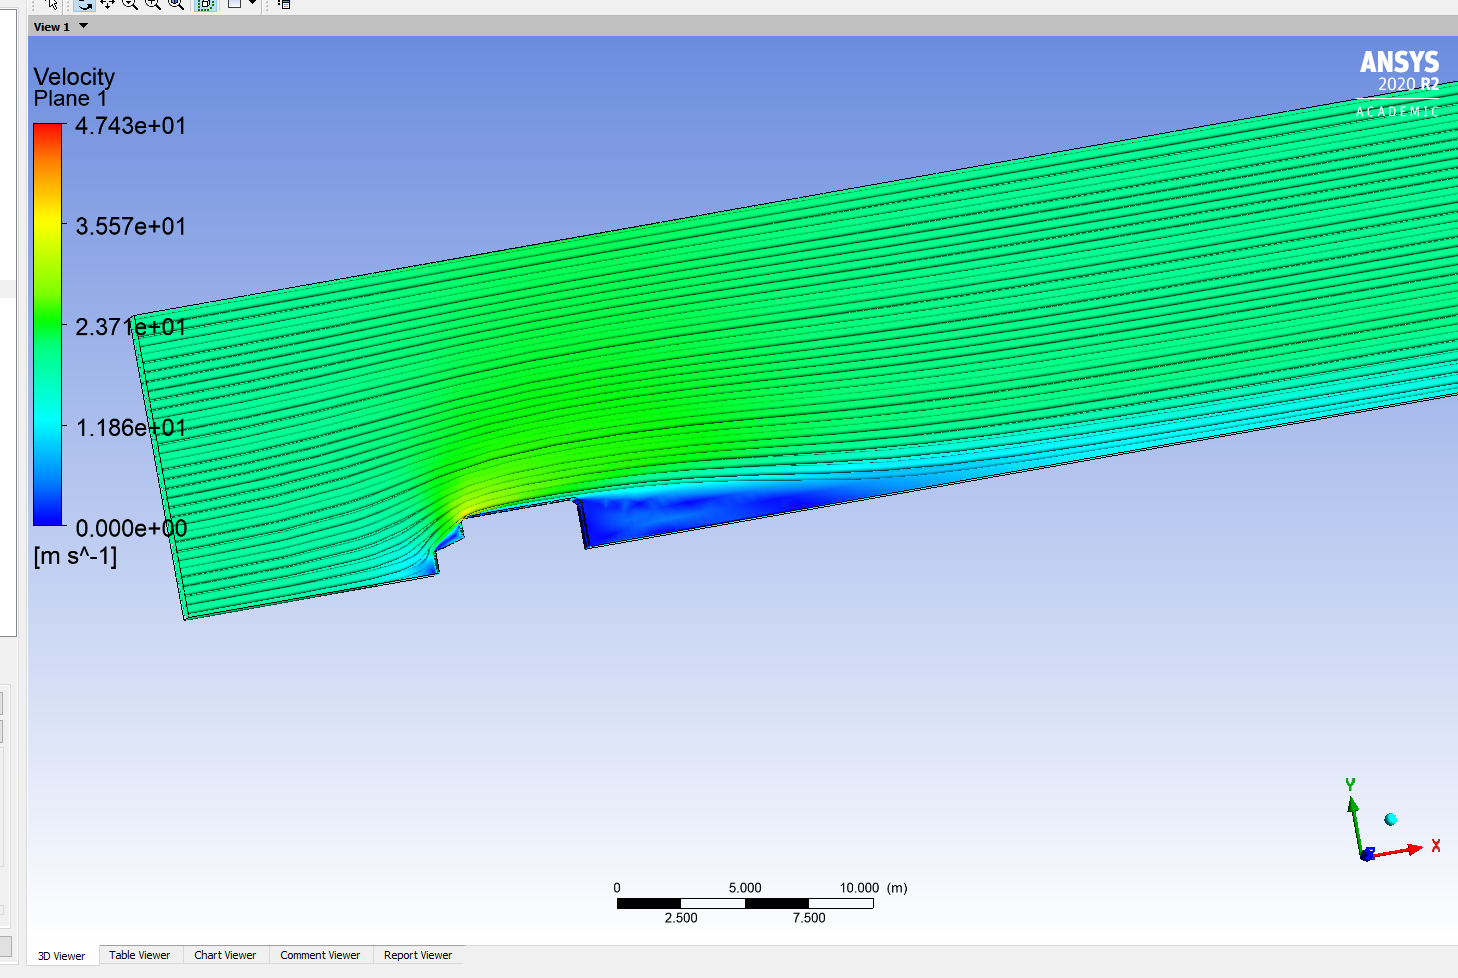 View 1
ANSYS
2020 R2
ACADEMIC
Velocity
Plane 1
4.743e+01
3.557e+01
2.371e+01
1.186e+01
0.000e+00
[m s^-1]
Y
X
0 5.000 10.000 (m)
2.500 7.500
3D Viewer Table Viewer Chart Viewer Comment Viewer Report Viewer